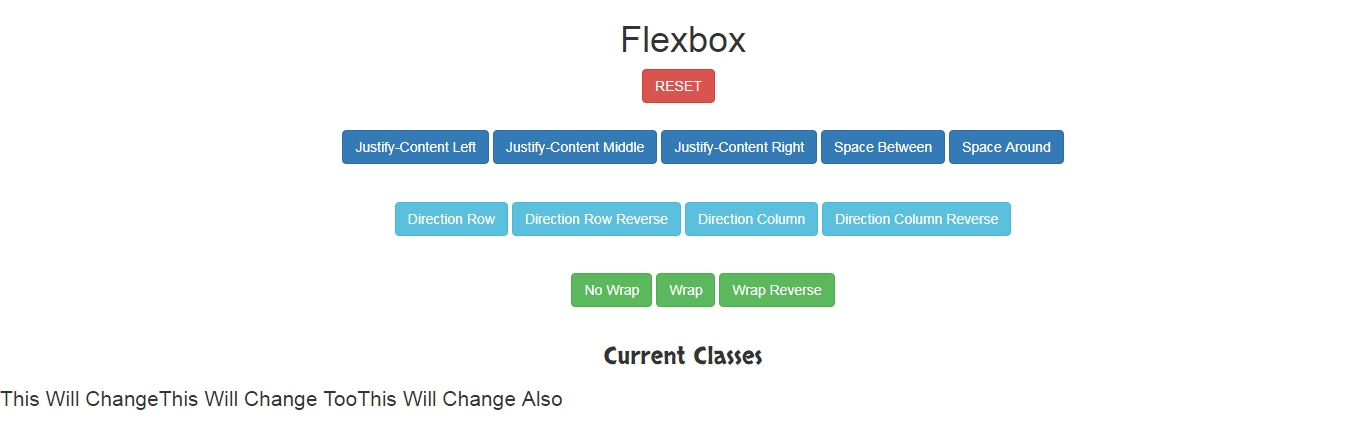 Flexbox
RESET
Justify-Content Left Justify-Content Middle Justify-Content Right Space Between Space Around
Direction Row Direction Row Reverse Direction Column Direction Column Reverse
No Wrap Wrap Wrap Reverse
Current Classes
This Will ChangeThis Will Change TooThis Will Change Also